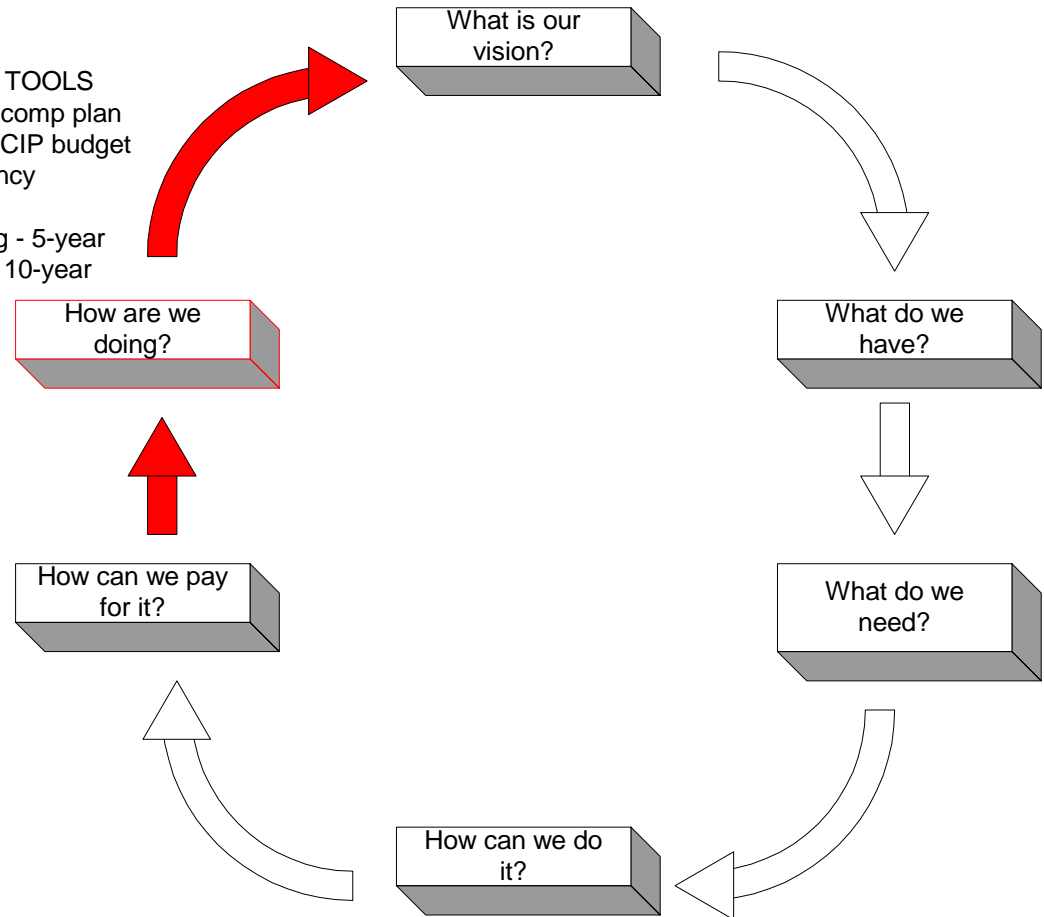 What is our
vision?
TOOLS
comp plan
CIP budget
- 5-year
10-year
How are we
doing?
What do we
have?
How can we pay
for it?
What do we
need?
How can we do
it?